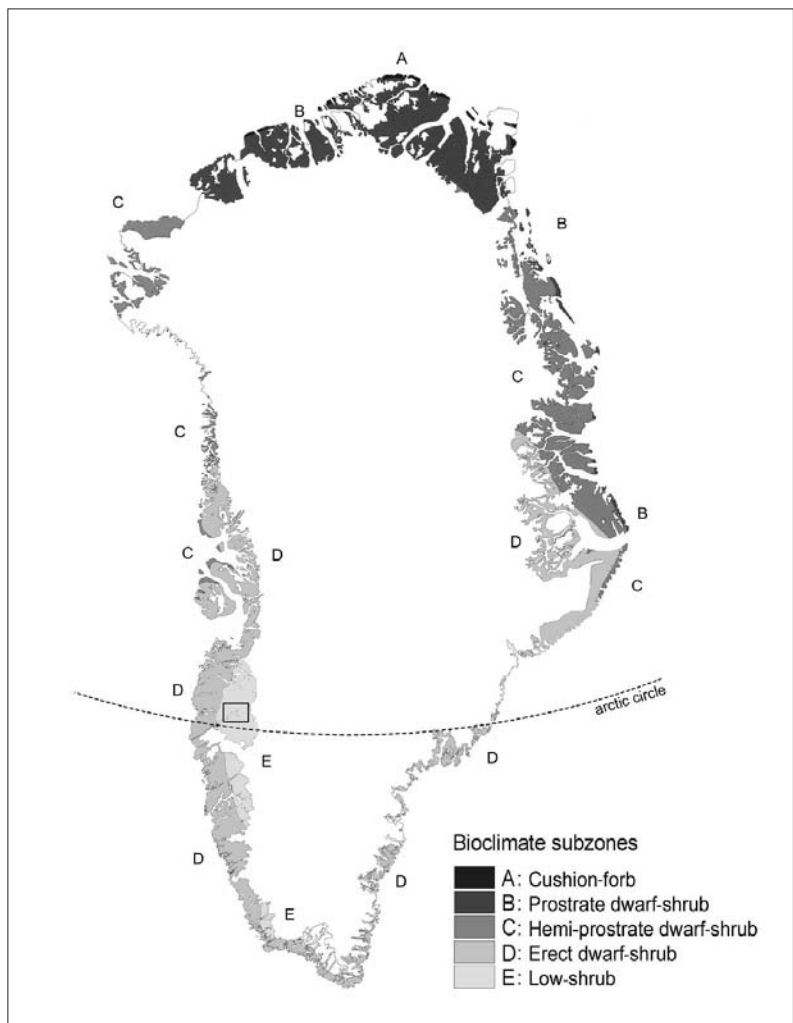 A
B
C
B
C
C
B
C
D
D
C
D
arctic circle
D
E
D
D
E
Bioclimate subzones
A: Cushion-forb
B: Prostrate dwarf-shrub
C: Hemi-prostrate dwarf-shrub
D: Erect dwarf-shrub
E: Low-shrub